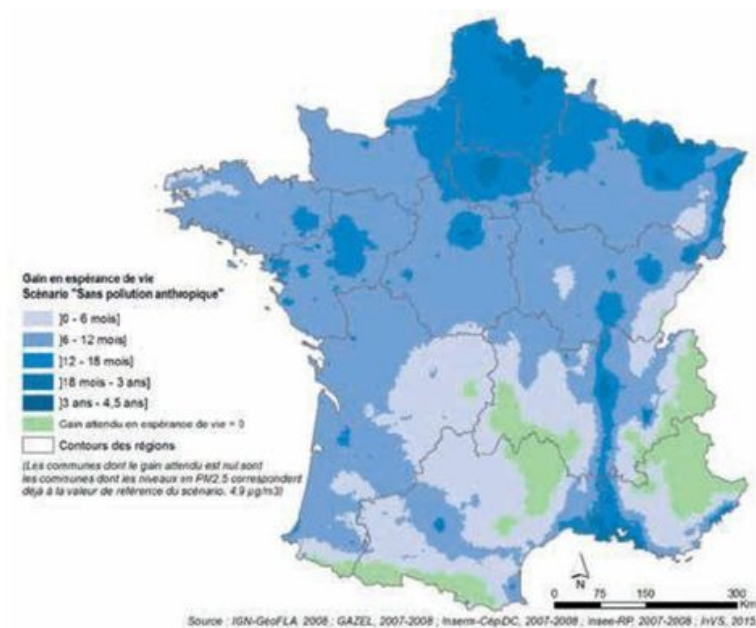 Gain en espérance de vie
Scénario "Sans pollution anthropique"
]0 - 6 mois]
]6 - 12 mois]
]12 - 18 mois]
]18 mois - 3 ans]
]3 ans - 4,5 ans]
Gain attendu en espérance de vie = 0
Contours des régions
(Les communes dont le gain attendu est nul sont
les communes dont les niveaux en PM2.5 correspondent
déjà à la valeur de référence du scénario, 4.9 µg/m3)
N
0 75 150 300
Km
Source : IGN-GéoFLA, 2008 ; GAZEL, 2007-2008 ; Inserm-CépiDC, 2007-2008 ; Insee-RP, 2007-2008 ; InVS,